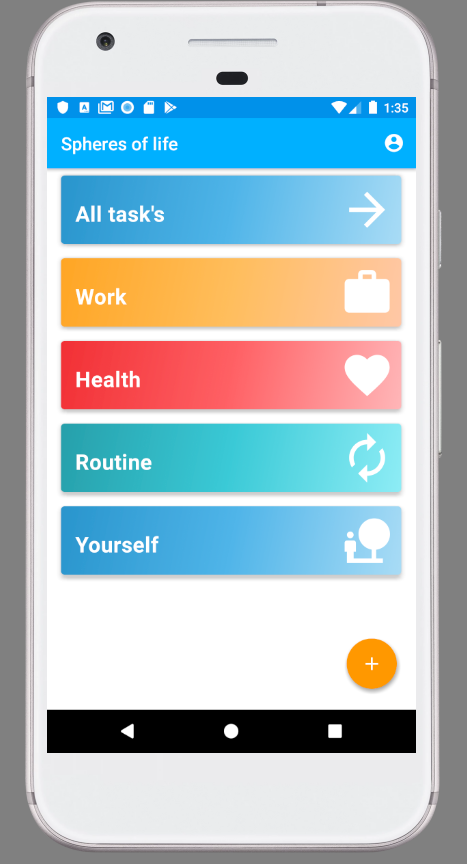 1:35
Spheres of life
All task's
Work
Health
Routine
Yourself